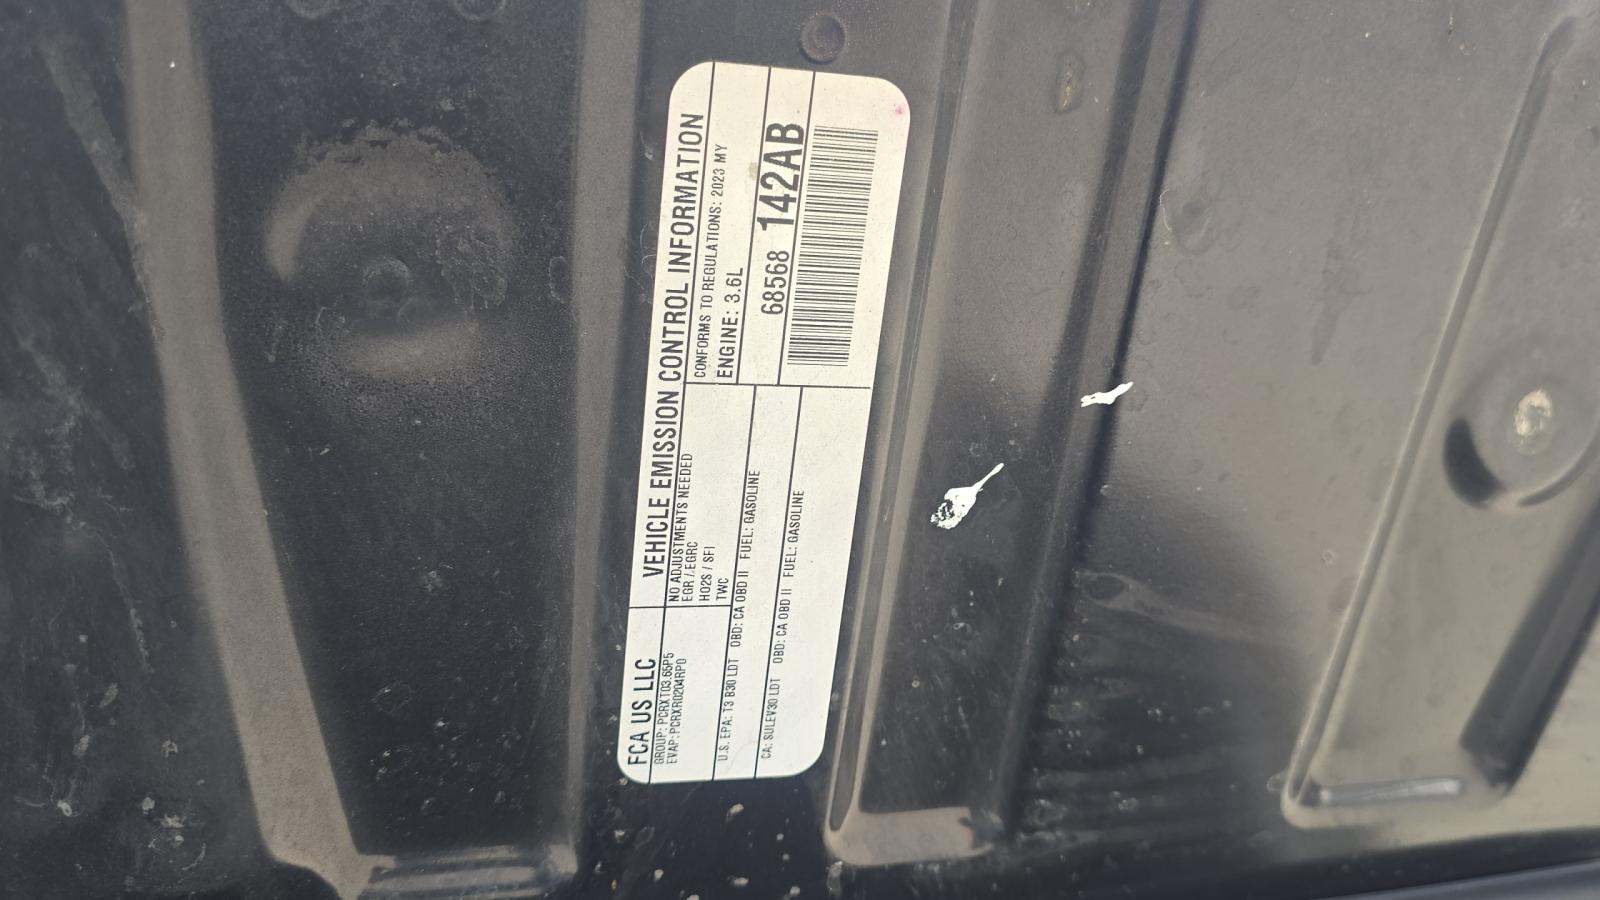 FCA US LLC
VEHICLE EMISSION CONTROL INFORMATION
GROUP: PCRXT03.65P5
EVAP: PCRXR0204RP0
NO ADJUSTMENTS NEEDED
EGR / EGRC
HO2S / SFI
TWC
CONFORMS TO REGULATIONS: 2023 MY
ENGINE: 3.6L
U.S. EPA: T3 B30 LDT OBD: CA OBD II FUEL: GASOLINE
CA: SULEV30 LDT OBD: CA OBD II FUEL: GASOLINE
68568 142AB